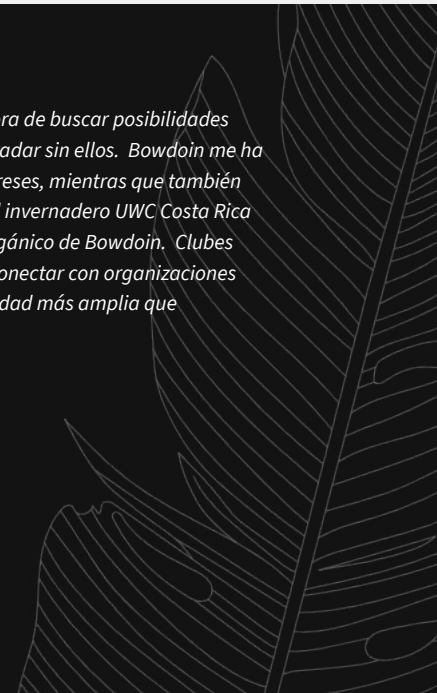 ra de buscar posibilidades
adar sin ellos. Bowdoin me ha
reses, mientras que también
invernadero UWC Costa Rica
gánico de Bowdoin. Clubes
onectar con organizaciones
dad más amplia que